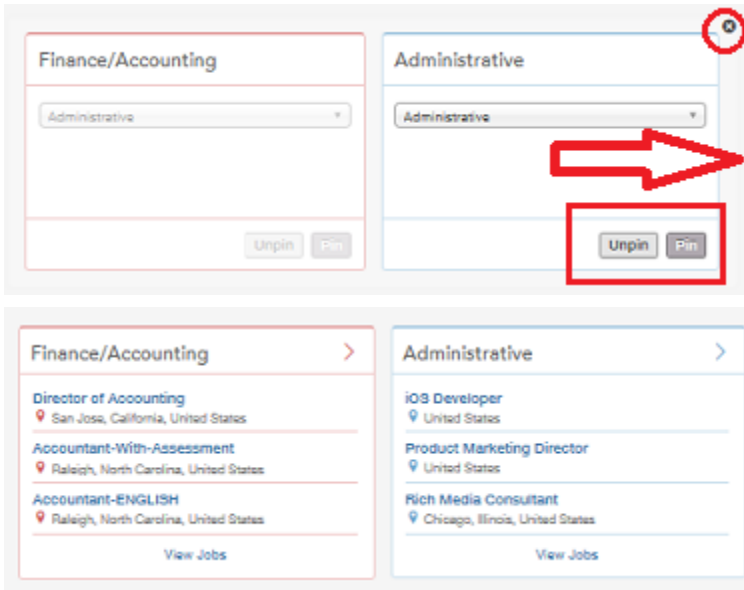 Finance/Accounting
Administrative
Administrative
Administrative
Unpin Pin
Unpin Pin
Finance/Accounting
Director of Accounting
San Jose, California, United States
Accountant-With-Assessment
Raleigh, North Carolina, United States
Accountant-ENGLISH
Raleigh, North Carolina, United States
View Jobs
Administrative
iOS Developer
United States
Product Marketing Director
United States
Rich Media Consultant
Chicago, Illinois, United States
View Jobs